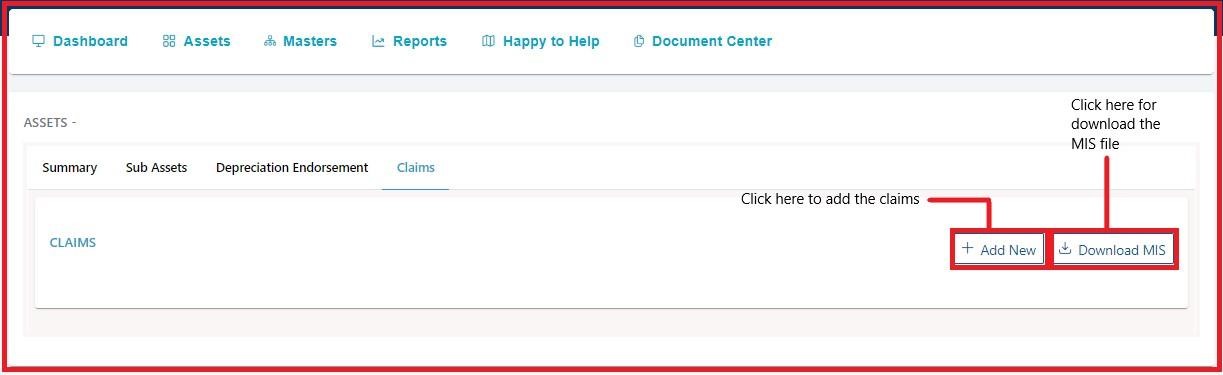 Dashboard Assets Masters Reports Happy to Help Document Center
ASSETS -
Click here for
download the
MIS file
Summary Sub Assets Depreciation Endorsement Claims
Click here to add the claims
CLAIMS
Add New Download MIS